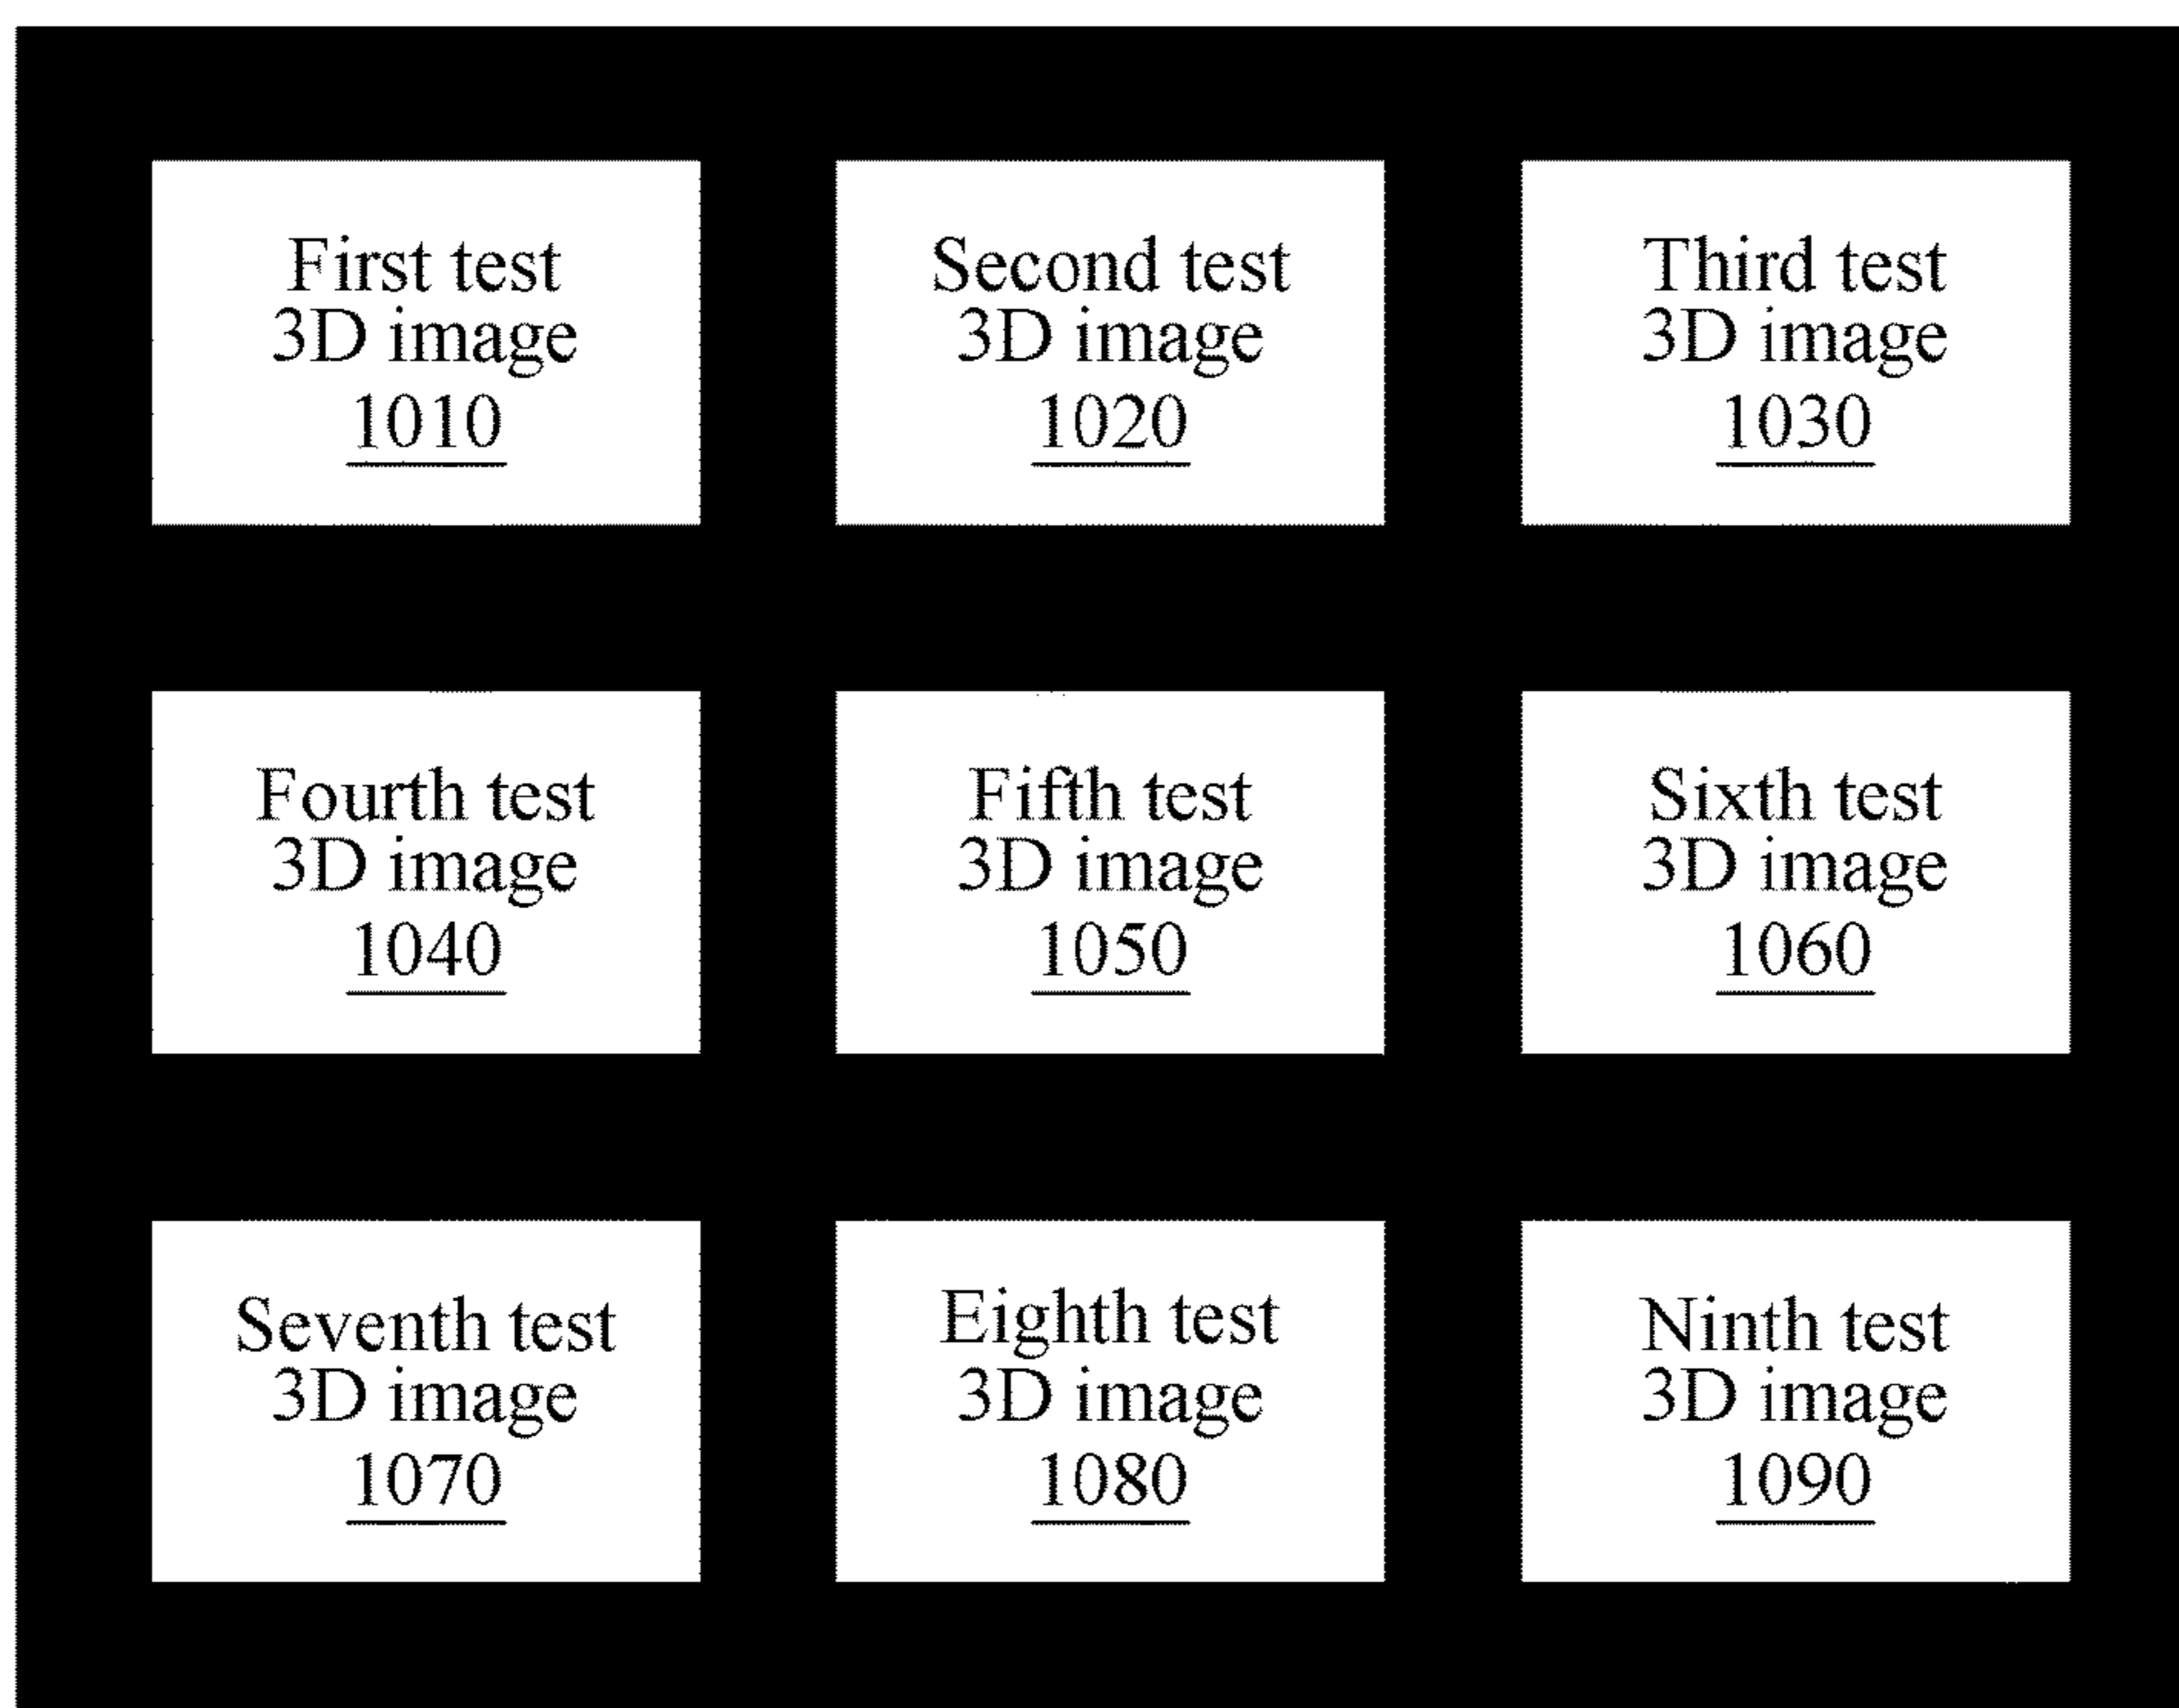 First test
3D image
1010
Second test
3D image
1020
Third test
3D image
1030
Fourth test
3D image
1040
Fifth test
3D image
1050
Sixth test
3D image
1060
Seventh test
3D image
1070
Eighth test
3D image
1080
Ninth test
3D image
1090